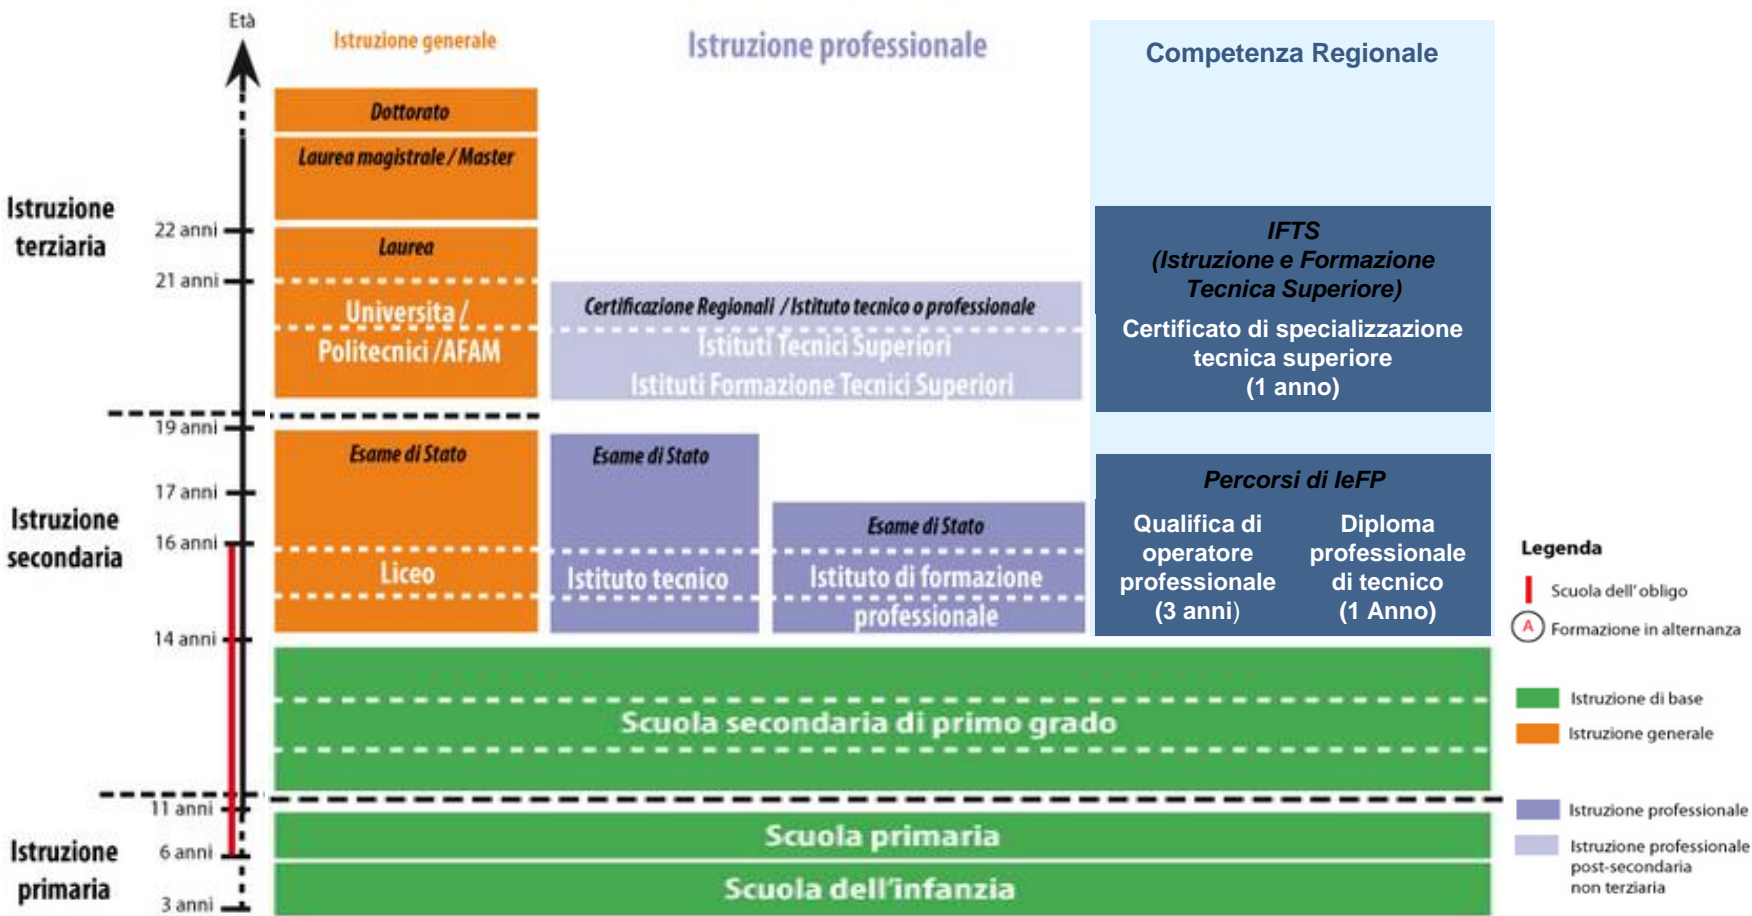 Età
Istruzione generale
Istruzione professionale
Competenza Regionale
Dottorato
Laurea magistrale / Master
Istruzione
terziaria
22 anni
Laurea
21 anni
Universita /
Politecnici /AFAM
Certificazione Regionali / Istituto tecnico o professionale
Istituti Tecnici Superiori
Istituti Formazione Tecnici Superiori
IFTS
(Istruzione e Formazione
Tecnica Superiore)
Certificato di specializzazione
tecnica superiore
(1 anno)
19 anni
Esame di Stato
Esame di Stato
17 anni
Istruzione
secondaria
16 anni
Liceo
Istituto tecnico
Esame di Stato
Istituto di formazione
professionale
Percorsi di IeFP
Qualifica di
operatore
professionale
(3 anni)
Diploma
professionale
di tecnico
(1 Anno)
14 anni
Scuola secondaria di primo grado
11 anni
Istruzione
primaria
Scuola primaria
6 anni
Scuola dell'infanzia
3 anni
Legenda
Scuola dell' obligo
A
Formazione in alternanza
Istruzione di base
Istruzione generale
Istruzione professionale
Istruzione professionale
post-secondaria
non terziaria